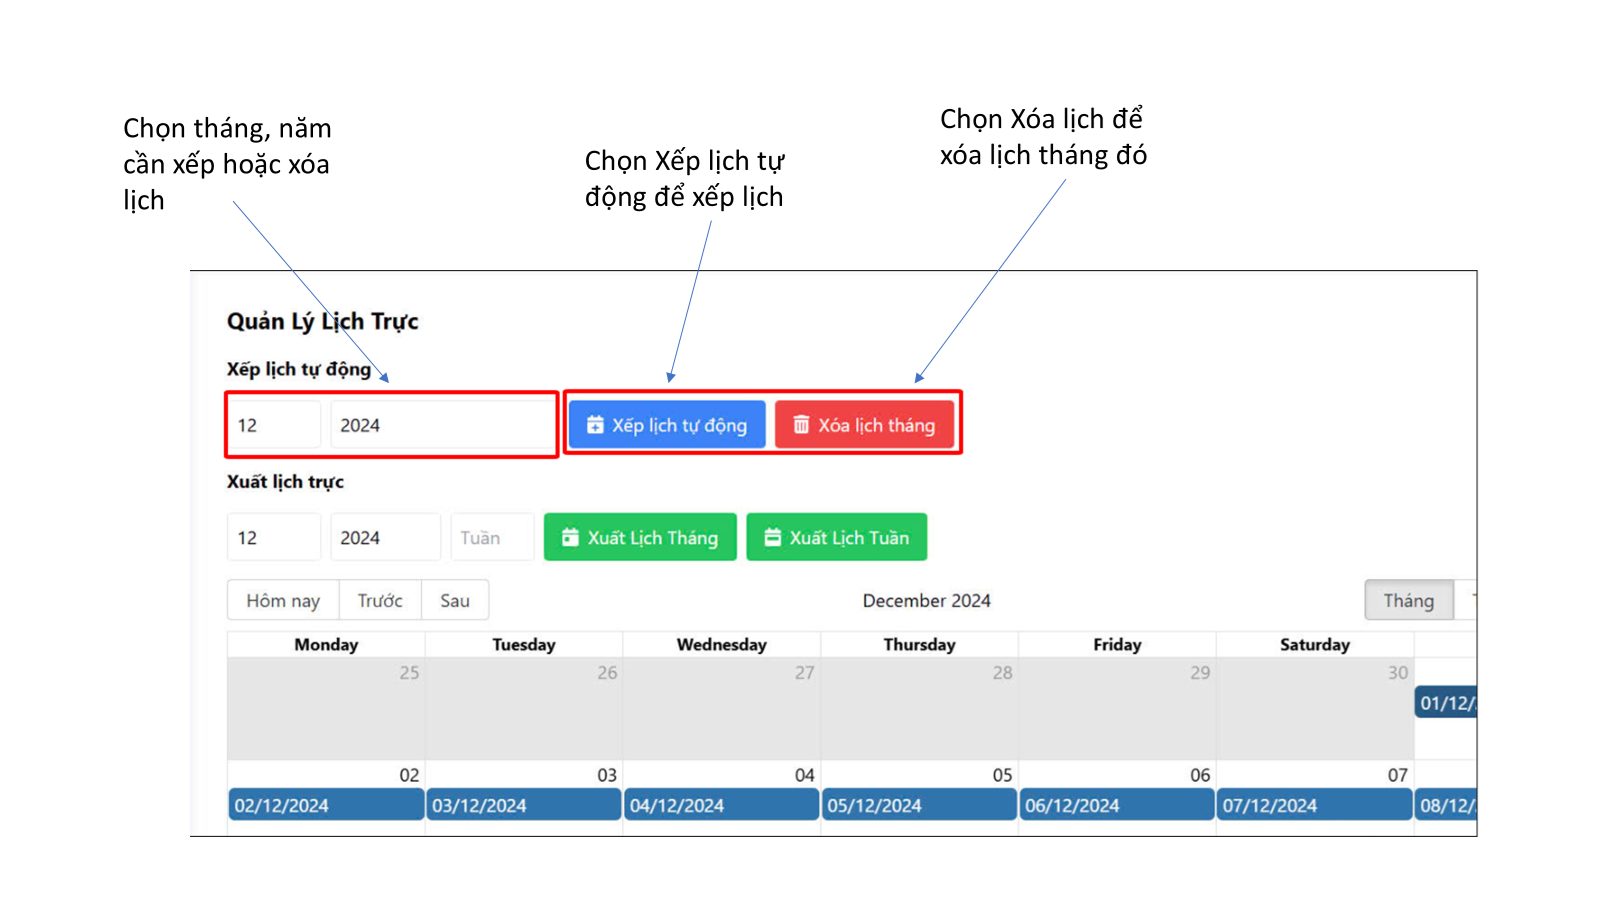 Chọn tháng, năm
cần xếp hoặc xóa
lịch
Chọn Xếp lịch tự
động để xếp lịch
Chọn Xóa lịch để
xóa lịch tháng đó
Quản Lý Lịch Trực
Xếp lịch tự động
12 2024 Xếp lịch tự động Xóa lịch tháng
Xuất lịch trực
12 2024 Tuần Xuất Lịch Tháng Xuất Lịch Tuần
Hôm nay Trước Sau December 2024 Tháng
Monday Tuesday Wednesday Thursday Friday Saturday
25 26 27 28 29 30
01/12/
02 03 04 05 06 07
02/12/2024 03/12/2024 04/12/2024 05/12/2024 06/12/2024 07/12/2024 08/12/